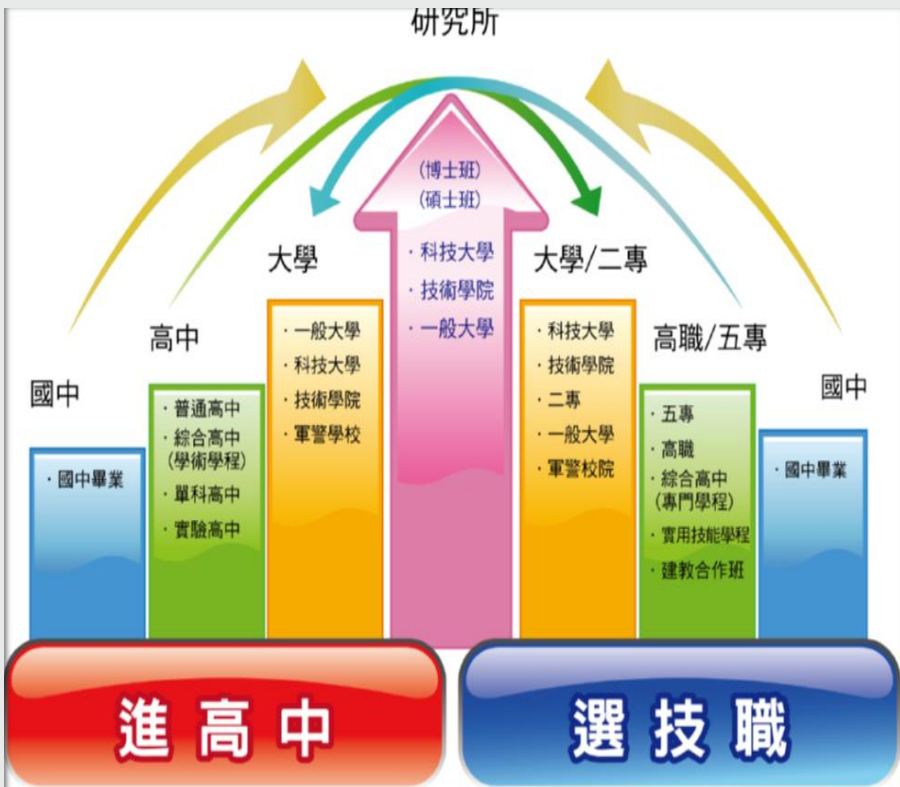 研究所
(博士班)
(碩士班)
· 科技大學
· 技術學院
· 一般大學
大學
· 一般大學
· 科技大學
· 技術學院
· 軍警學校
高中
· 普通高中
· 綜合高中
(學術學程)
· 單科高中
· 實驗高中
國中
· 國中畢業
大學/二專
· 科技大學
· 技術學院
· 二專
· 一般大學
· 軍警校院
高職/五專
· 五專
· 高職
· 綜合高中
(專門學程)
· 實用技能學程
· 建教合作班
國中
· 國中畢業
進高中
選技職